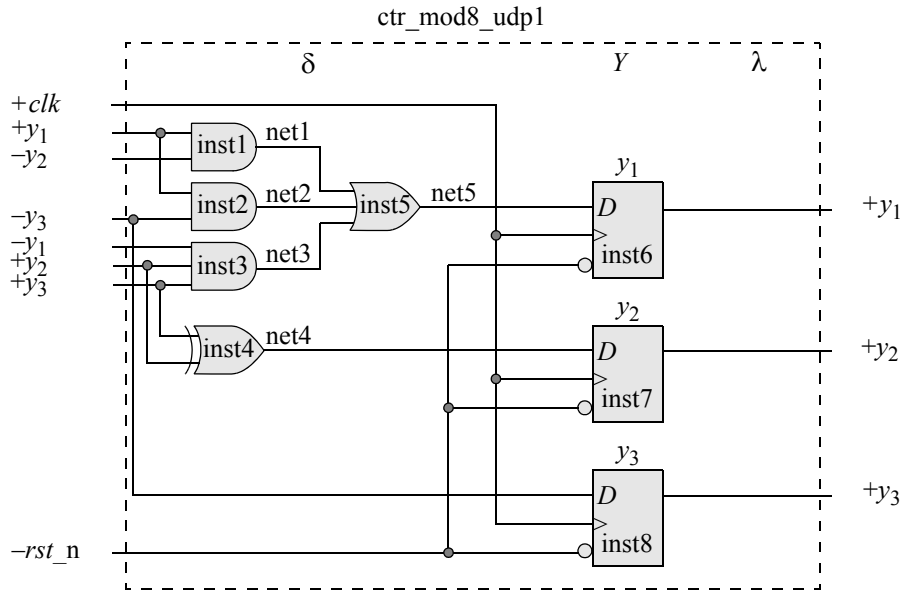 ctr_mod8_udp1
δ Y λ
+clk
+y1
net1
inst1
−y2
y1
inst2
net2
inst5
net5
D
+y1
−y3
−y1
+y2
inst3
net3
inst6
+y3
y2
inst4
net4
D
+y2
inst7
y3
D
+y3
−rst_n
inst8